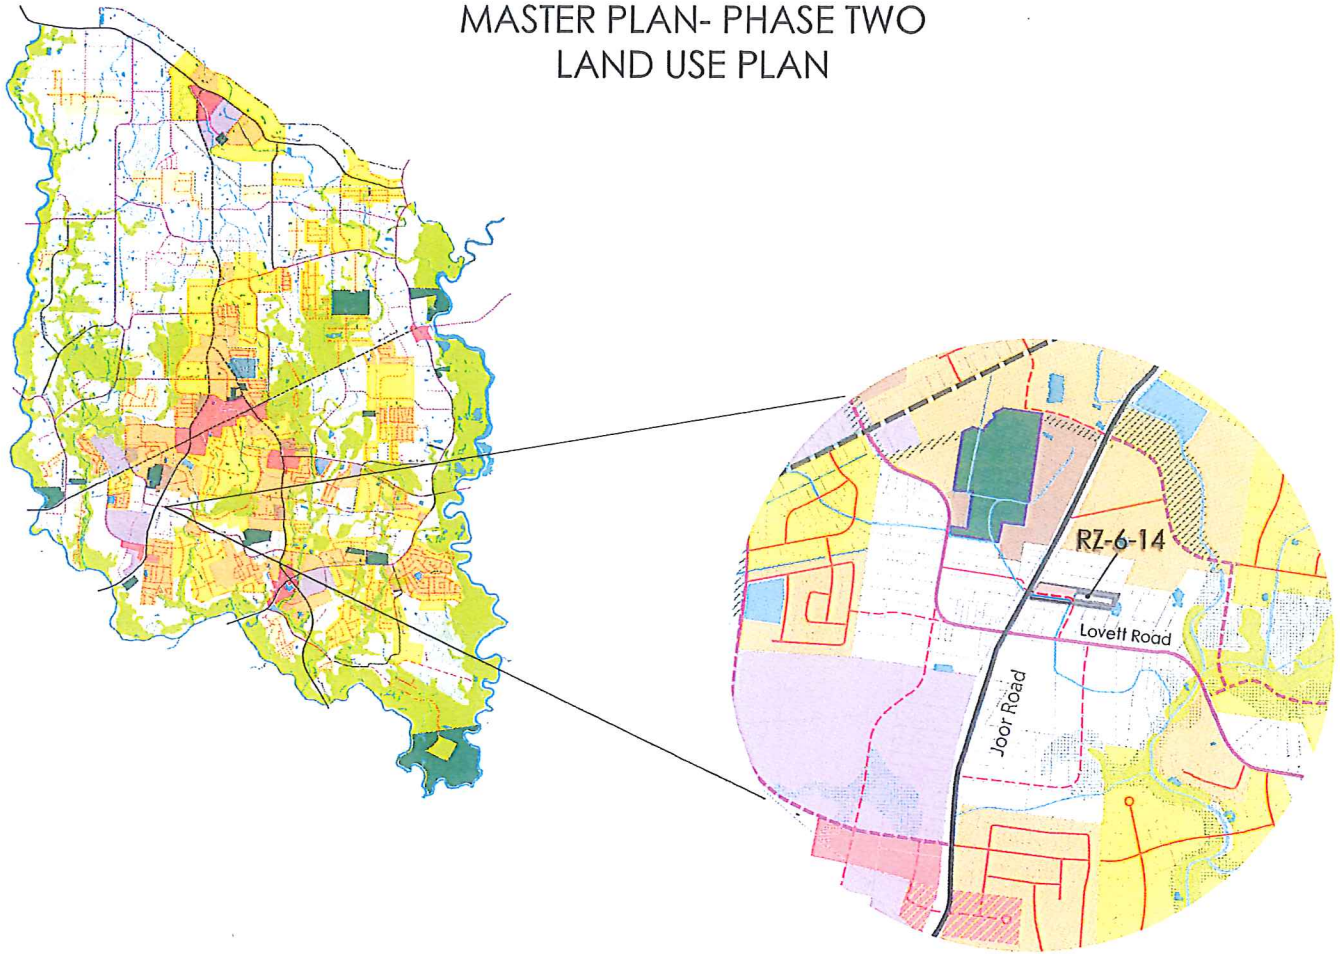 MASTER PLAN- PHASE TWO
LAND USE PLAN
RZ-6-14
Lovett Road
Joor Road